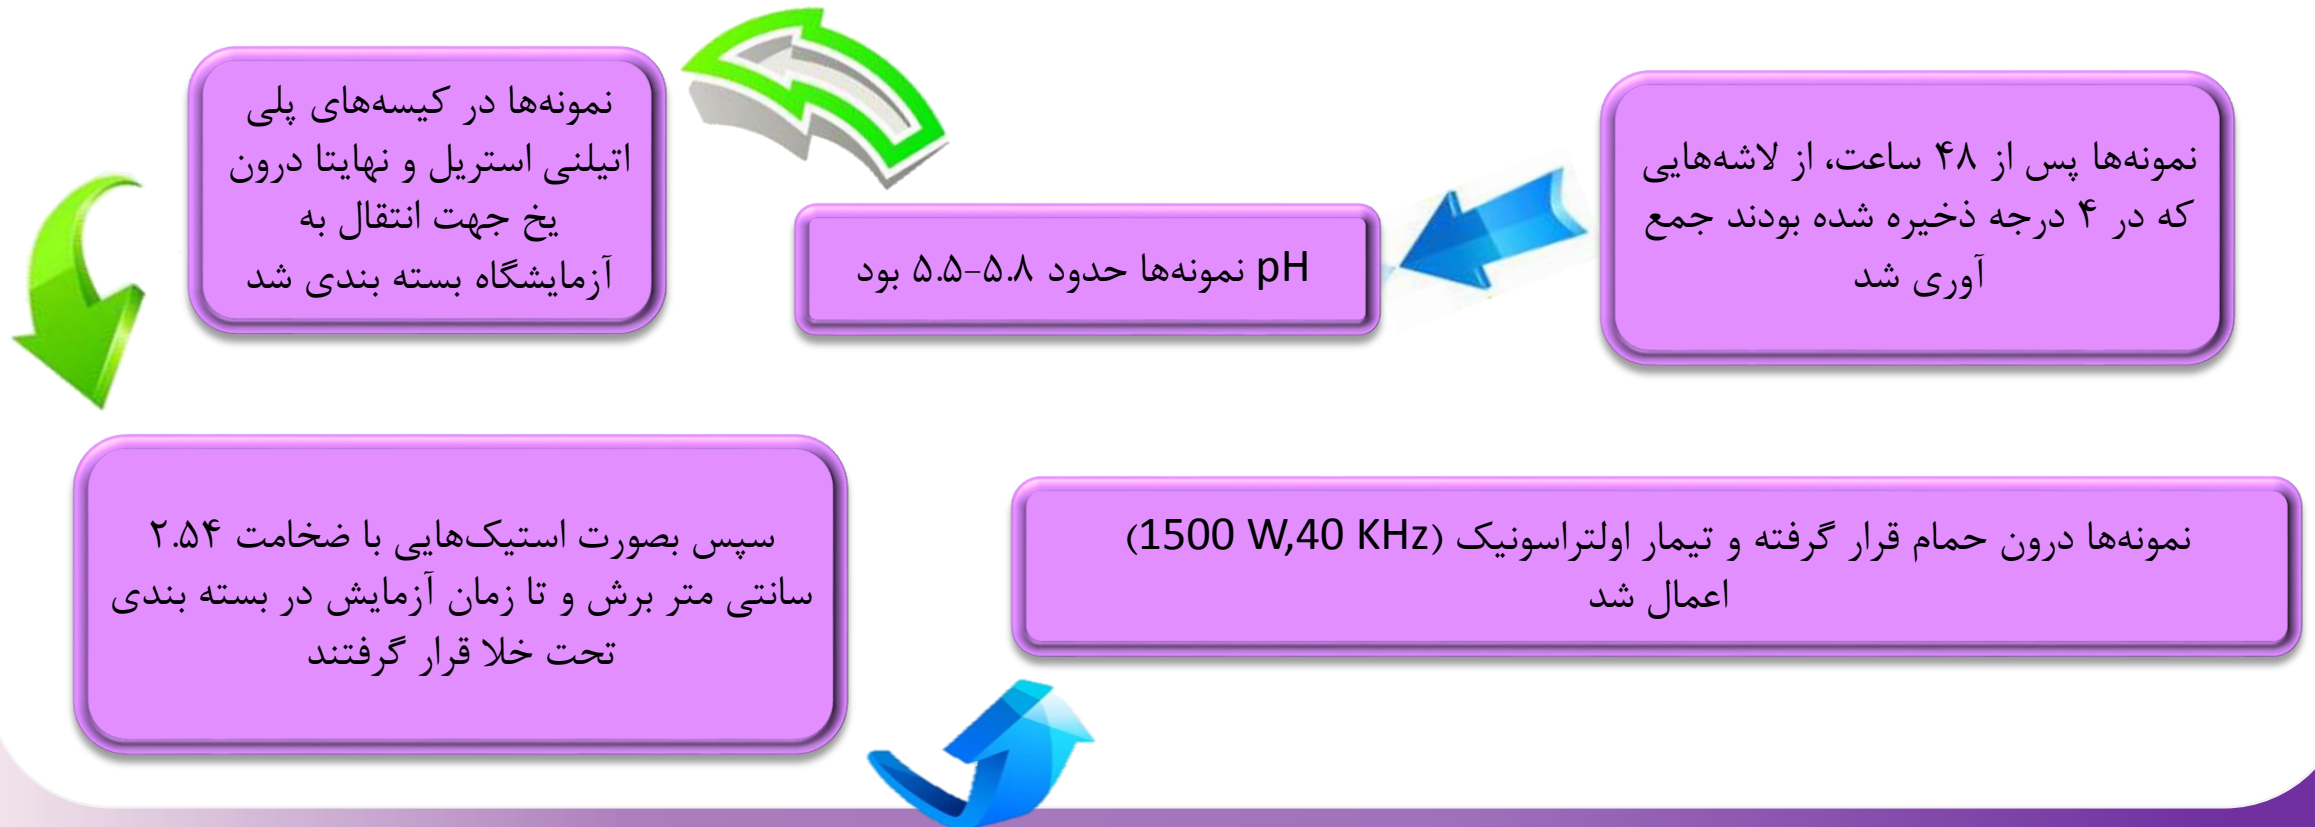 نمونه‌ها پس از ۴۸ ساعت، از لاشه‌هایی
که در ۴ درجه ذخیره شده بودند جمع
آوری شد
pH نمونه‌ها حدود ۵.۸-۵.۵ بود
نمونه‌ها در کیسه‌های پلی
اتیلنی استریل و نهایتا درون
یخ جهت انتقال به
آزمایشگاه بسته بندی شد
سپس بصورت استیک‌هایی با ضخامت ۲.۵۴
سانتی متر برش و تا زمان آزمایش در بسته بندی
تحت خلا قرار گرفتند
نمونه‌ها درون حمام قرار گرفته و تیمار اولتراسونیک (1500 W,40 KHz)
اعمال شد